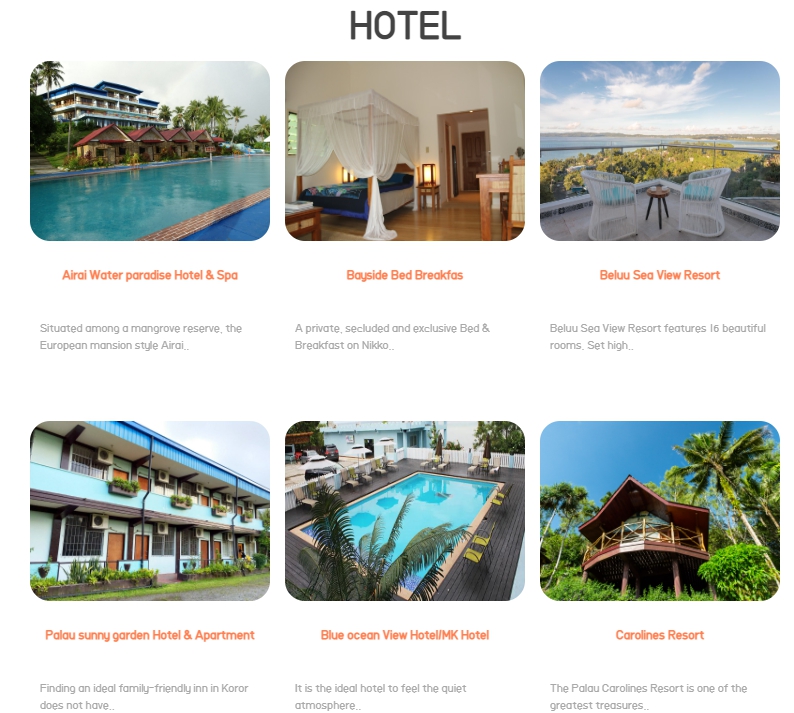 HOTEL
Airai Water paradise Hotel & Spa
Situated among a mangrove reserve, the
European mansion style Airai..
Bayside Bed Breakfas
A private, secluded and exclusive Bed &
Breakfast on Nikko..
Beluu Sea View Resort
Beluu Sea View Resort features 16 beautiful
rooms. Set high..
Palau sunny garden Hotel & Apartment
Finding an ideal family-friendly inn in Koror
does not have..
Blue ocean View Hotel/MK Hotel
It is the ideal hotel to feel the quiet
atmosphere..
Carolines Resort
The Palau Carolines Resort is one of the
greatest treasures..